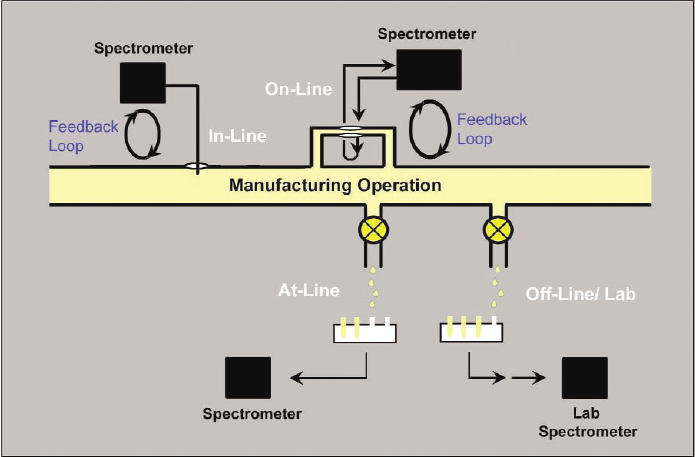 Spectrometer
Spectrometer
On-Line
Feedback
Loop
In-Line
Feedback
Loop
Manufacturing Operation
At-Line
Off-Line/ Lab
Spectrometer
Lab
Spectrometer